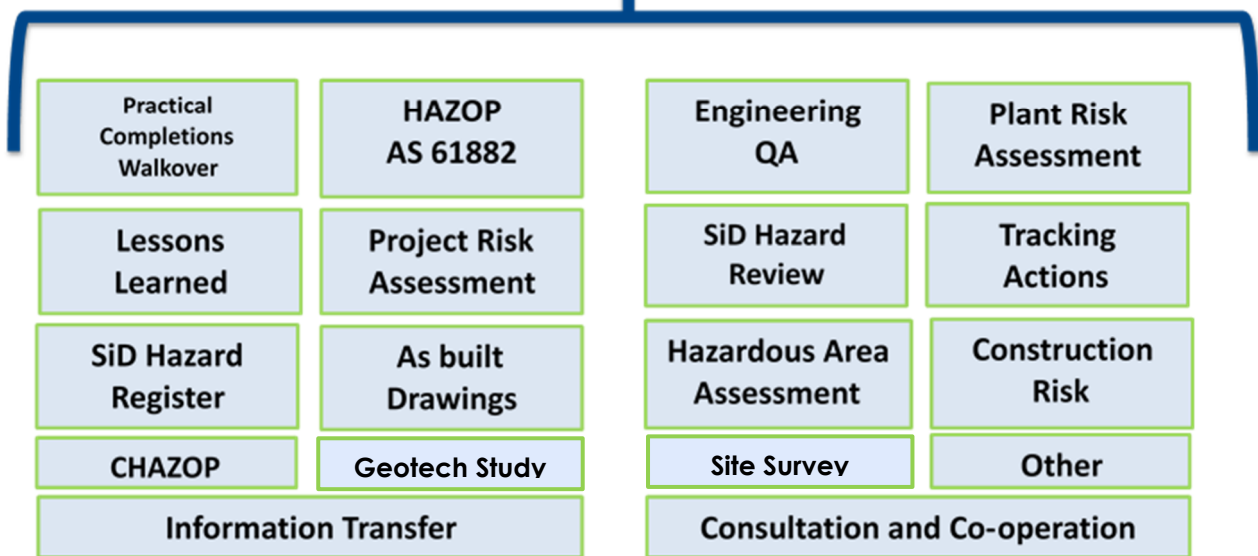 Practical
Completions
Walkover
HAZOP
AS 61882
Engineering
QA
Plant Risk
Assessment
Lessons
Learned
Project Risk
Assessment
SiD Hazard
Review
Tracking
Actions
SiD Hazard
Register
As built
Drawings
Hazardous Area
Assessment
Construction
Risk
CHAZOP
Geotech Study
Site Survey
Other
Information Transfer
Consultation and Co-operation